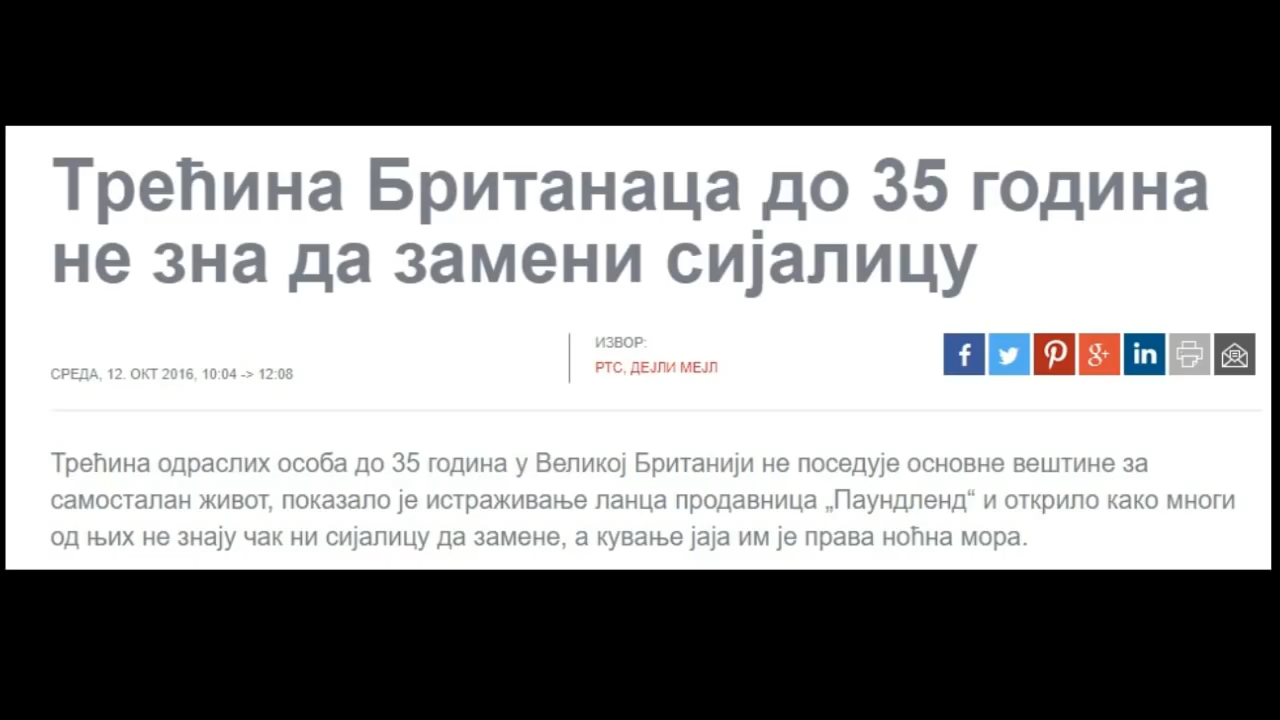 Трећина Британаца до 35 година
не зна да замени сијалицу
ИЗВОР:
СРЕДА, 12. ОКТ 2016, 10:04 -> 12:08
РТС, ДЕЈЛИ МЕЈЛ
f
g+
in
Трећина одраслих особа до 35 година у Великој Британији не поседује основне вештине за
самосталан живот, показало је истраживање ланца продавница „Паундленд“ и открило како многи
од њих не знају чак ни сијалицу да замене, а кување јаја им је права ноћна мора.